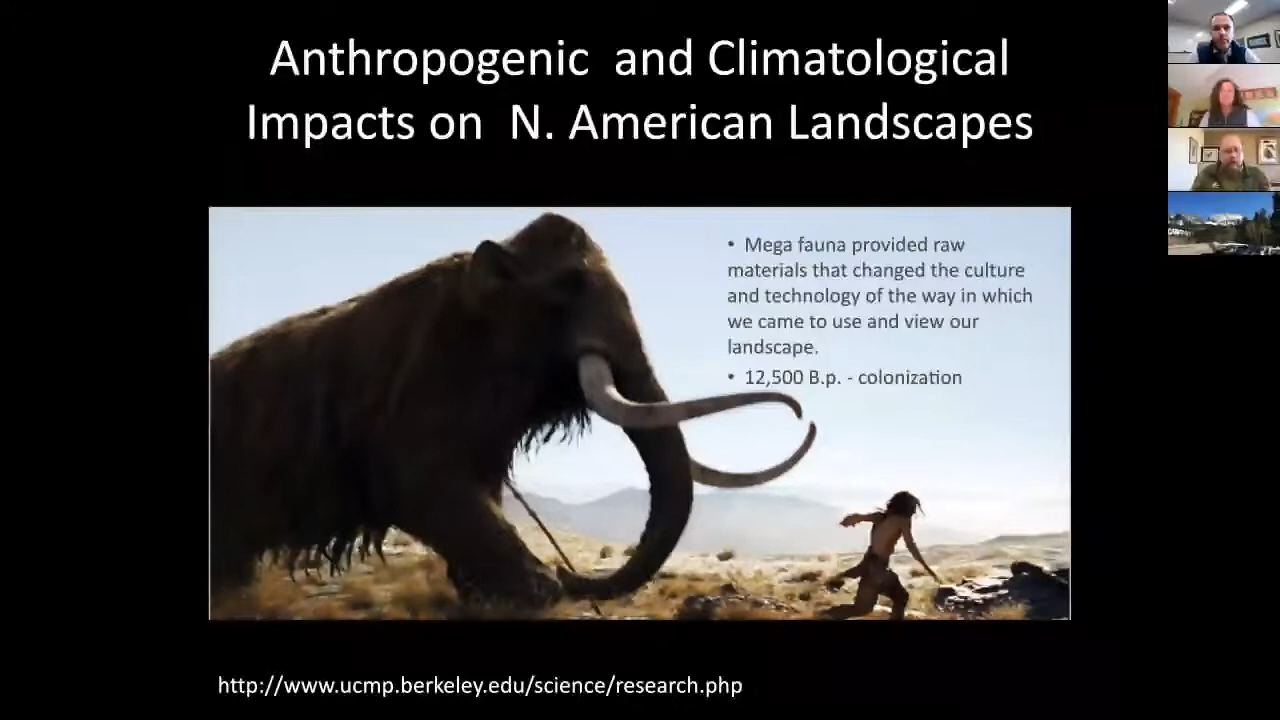 Anthropogenic  and Climatological
Impacts on  N. American Landscapes
• Mega fauna provided raw
materials that changed the culture
and technology of the way in which
we came to use and view our
landscape.
• 12,500 B.p. - colonization
http://www.ucmp.berkeley.edu/science/research.php